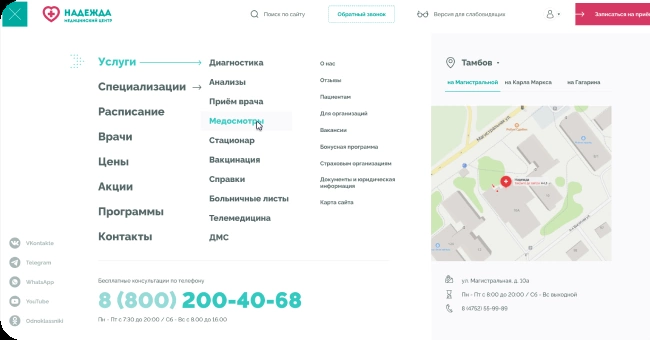 НАДЕЖДА
МЕДИЦИНСКИЙ ЦЕНТР
Поиск по сайту
Обратный звонок
Версия для слабовидящих
Записаться на приём
Услуги
Специализации
Расписание
Врачи
Цены
Акции
Программы
Контакты
Диагностика
Анализы
Приём врача
Медосмотры
Стационар
Вакцинация
Справки
Больничные листы
Телемедицина
ДМС
О нас
Отзывы
Пациентам
Для организаций
Вакансии
Бонусная программа
Страховым организациям
Документы и юридическая
информация
Карта сайта
Тамбов
на Магистральной
на Карла Маркса
на Гагарина
Магистральная ул.
Надежда
ул. Магистральная, д. 10а
Пн - Пт с 8:00 до 20:00 / Сб - Вс выходной
8 (4752) 55-99-89
VKontakte
Telegram
WhatsApp
YouTube
Odnoklassniki
Бесплатные консультации по телефону
8 (800) 200-40-68
Пн - Пт с 7:30 до 20:00 / Сб - Вс с 8:00 до 16:00